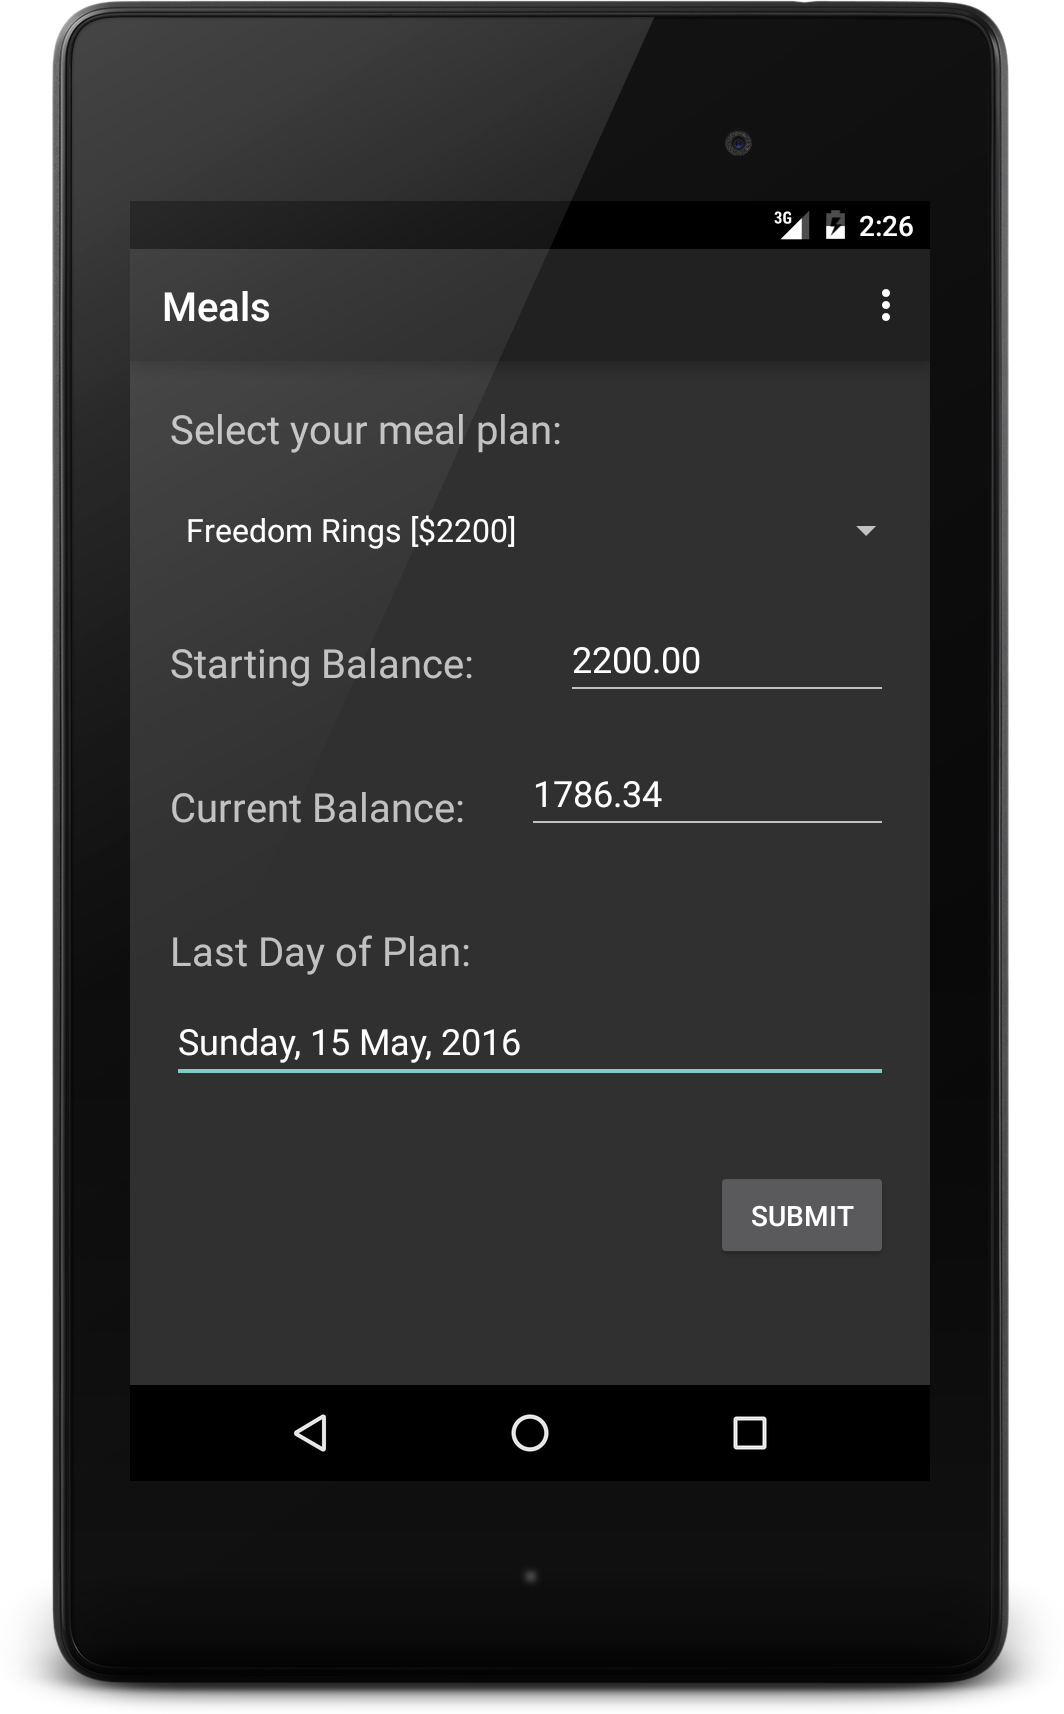 3G 2:26
Meals
Select your meal plan:
Freedom Rings [$2200]
Starting Balance: 2200.00
Current Balance: 1786.34
Last Day of Plan:
Sunday, 15 May, 2016
SUBMIT